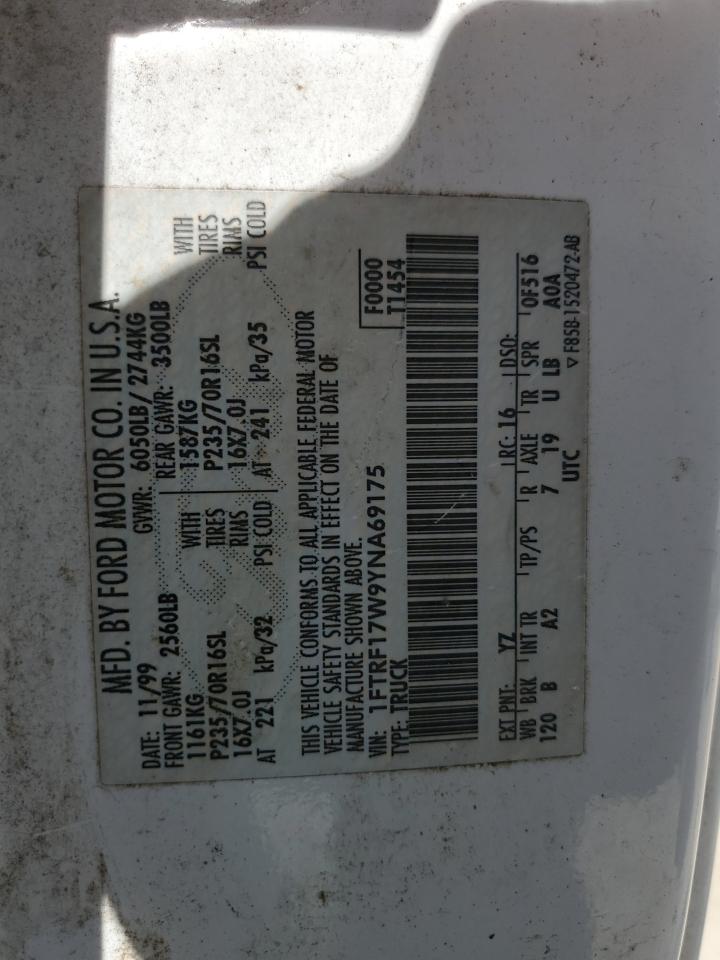 MFD. BY FORD MOTOR CO. IN U.S.A.
DATE: 11/99 GVWR: 6050LB/ 2744KG
FRONT GAWR: 2560LB REAR GAWR: 3500LB
1161KG WITH 1587KG WITH
P235/70R16SL TIRES P235/70R16SL TIRES
16X7.0J RIMS 16X7.0J RIMS
AT 221 kPa/32 PSI COLD AT 241 kPa/35 PSI COLD
THIS VEHICLE CONFORMS TO ALL APPLICABLE FEDERAL MOTOR
VEHICLE SAFETY STANDARDS IN EFFECT ON THE DATE OF
MANUFACTURE SHOWN ABOVE.
VIN: 1FTRF17W9YNA69175 F0000
TYPE: TRUCK T1454
EXT PNT: YZ RC: 16 DSO:
WB BRK INT TR TP/PS R AXLE TR SPR 0F516
120 B A2 7 19 U LB A0A
UTC ▽ F85B-1520472-AB